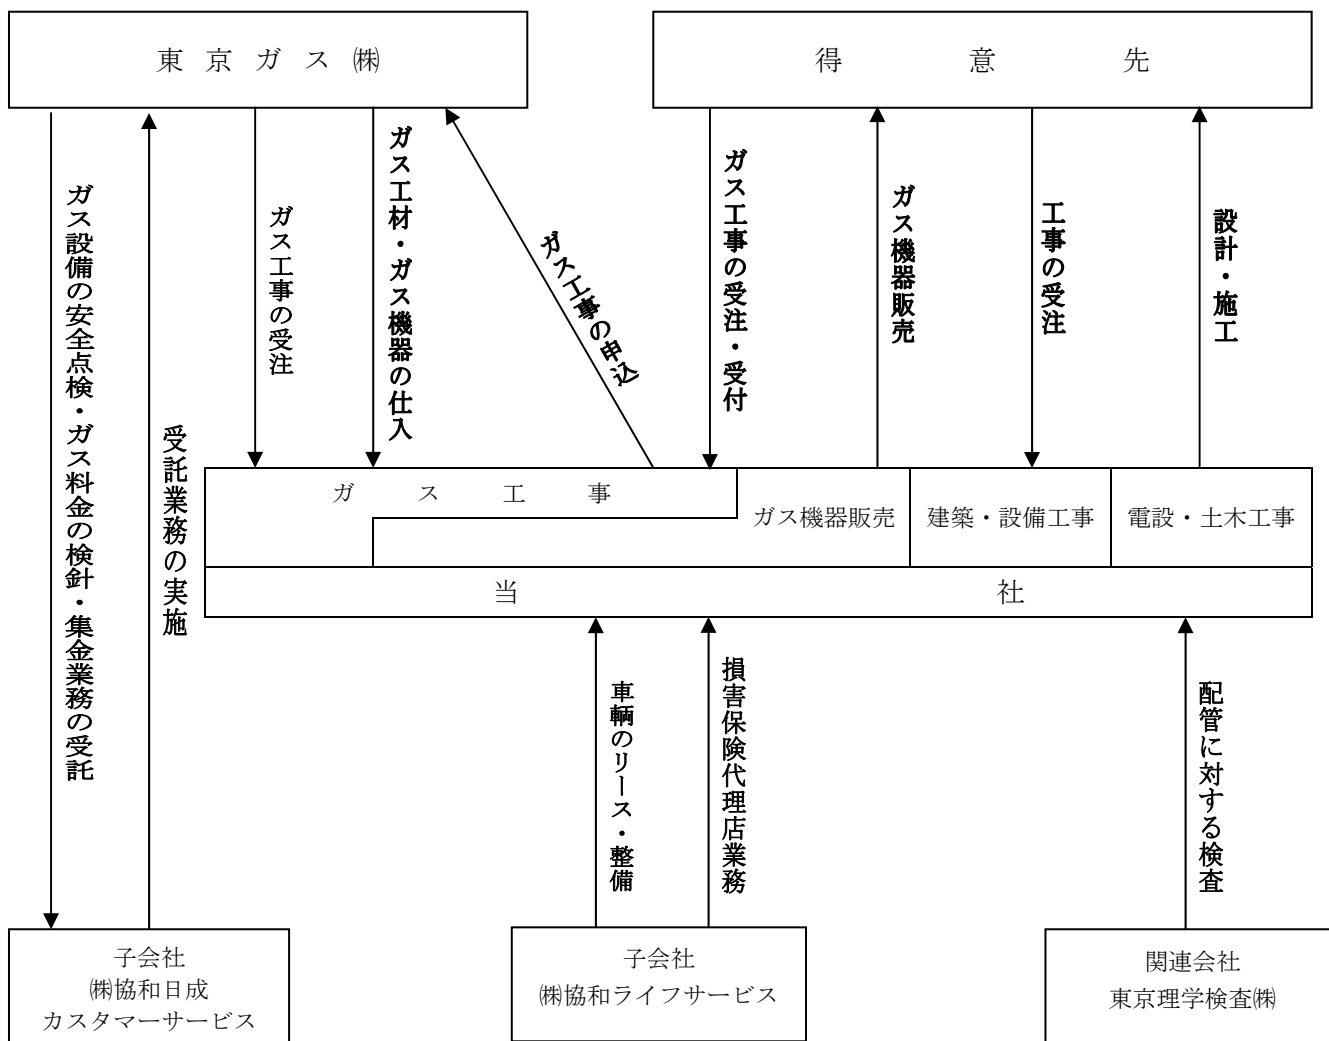 東京ガス㈱
得意先
ガス設備の安全点検・ガス料金の検針・集金業務の受託
受託業務の実施
ガス工事の受注
ガス工材・ガス機器の仕入
ガス工事の申込
ガス工事の受注・受付
ガス機器販売
工事の受注
設計・施工
ガス工事
ガス機器販売
建築・設備工事
電設・土木工事
当社
車輌のリース・整備
損害保険代理店業務
配管に対する検査
子会社
㈱協和日成
カスタマーサービス
子会社
㈱協和ライフサービス
関連会社
東京理学検査㈱